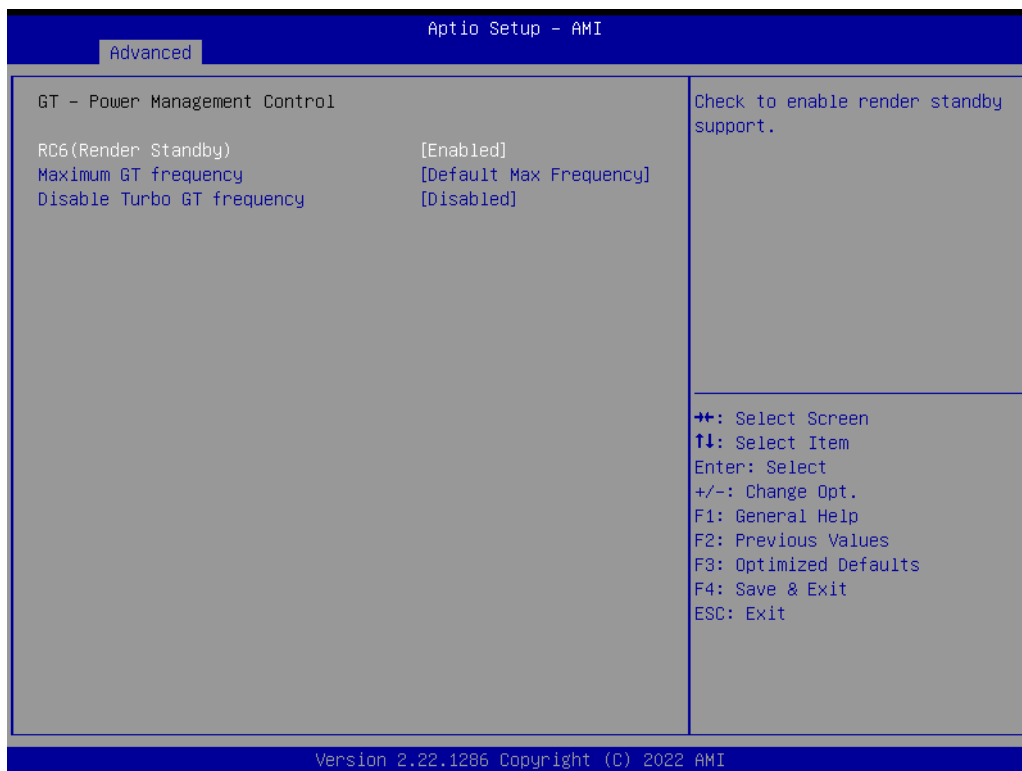 Aptio Setup – AMI
Advanced
GT – Power Management Control
RC6(Render Standby) [Enabled]
Maximum GT frequency [Default Max Frequency]
Disable Turbo GT frequency [Disabled]
Check to enable render standby
support.
→←: Select Screen
↑↓: Select Item
Enter: Select
+/-: Change Opt.
F1: General Help
F2: Previous Values
F3: Optimized Defaults
F4: Save & Exit
ESC: Exit
Version 2.22.1286 Copyright (C) 2022 AMI